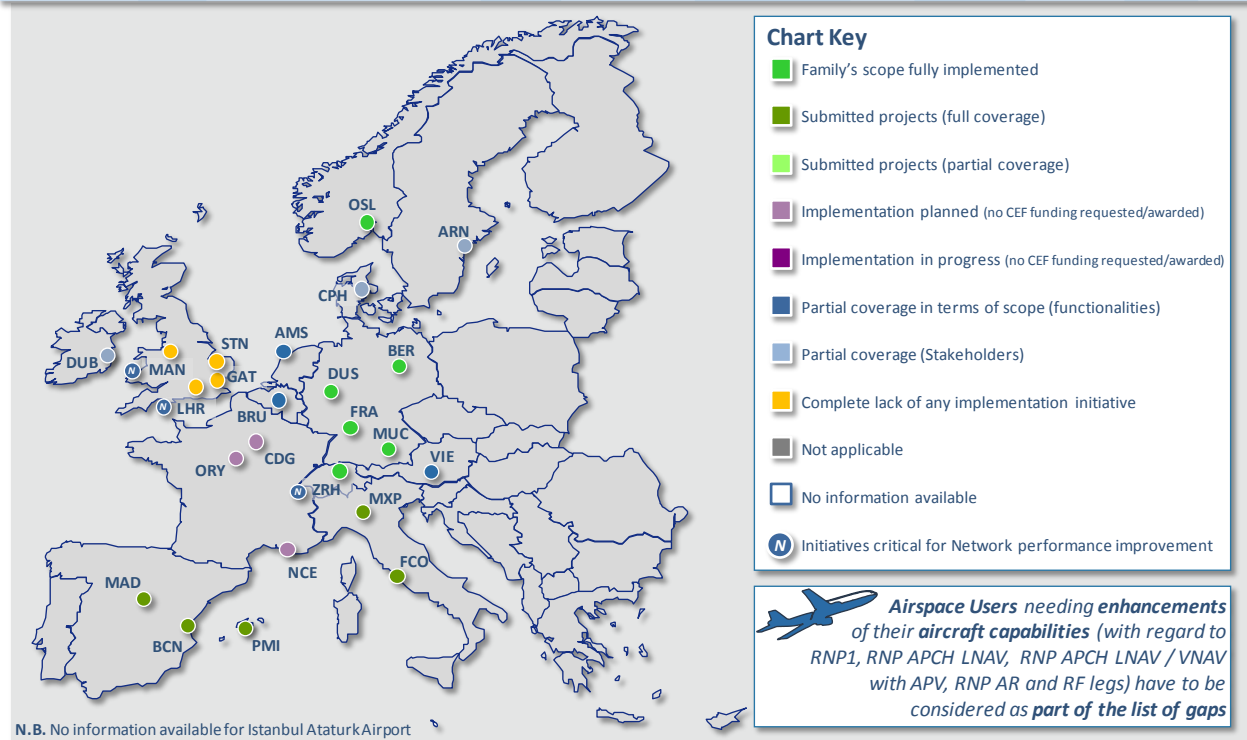 OSL
ARN
CPH
DUB
MAN
STN
GAT
AMS
BER
DUS
N
N
LHR
BRU
FRA
MUC
CDG
ORY
VIE
N
ZRH
MXP
NCE
FCO
MAD
BCN
PMI
N.B. No information available for Istanbul Ataturk Airport
Chart Key
Family's scope fully implemented
Submitted projects (full coverage)
Submitted projects (partial coverage)
Implementation planned (no CEF funding requested/awarded)
Implementation in progress (no CEF funding requested/awarded)
Partial coverage in terms of scope (functionalities)
Partial coverage (Stakeholders)
Complete lack of any implementation initiative
Not applicable
No information available
N Initiatives critical for Network performance improvement
Airspace Users needing enhancements
of their aircraft capabilities (with regard to
RNP1, RNP APCH LNAV, RNP APCH LNAV / VNAV
with APV, RNP AR and RF legs) have to be
considered as part of the list of gaps